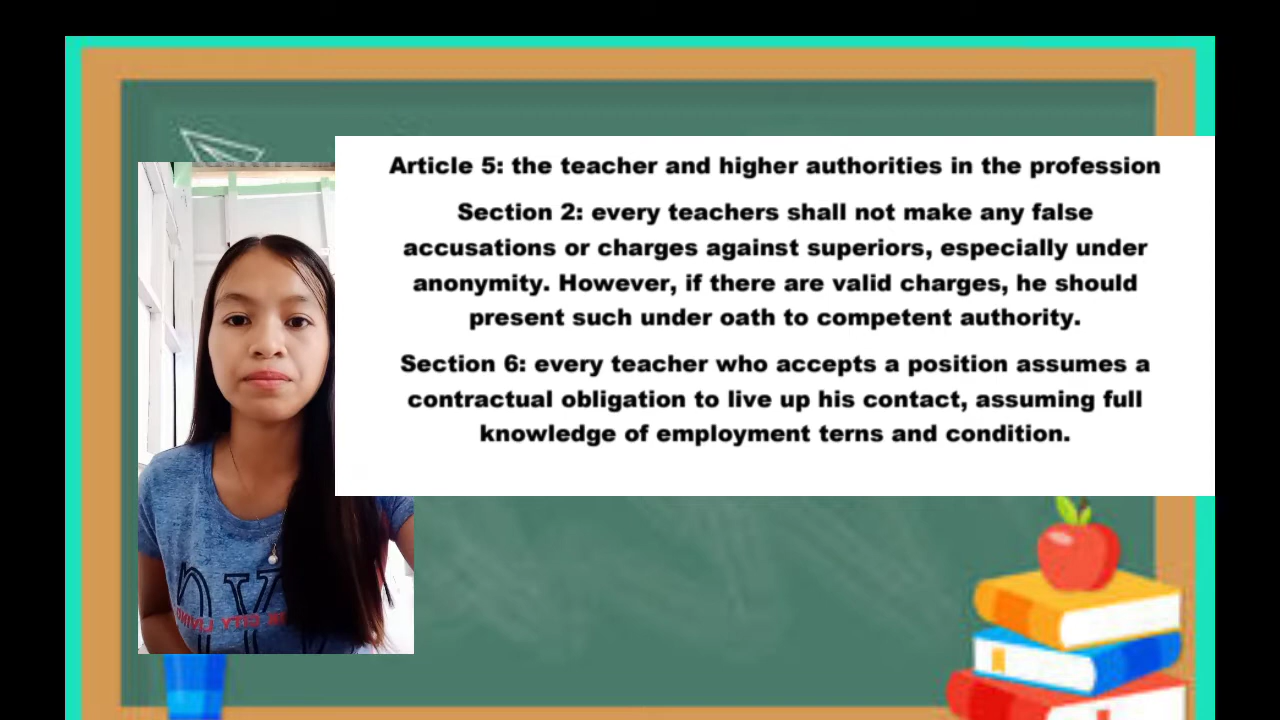 Article 5: the teacher and higher authorities in the profession
Section 2: every teachers shall not make any false
accusations or charges against superiors, especially under
anonymity. However, if there are valid charges, he should
present such under oath to competent authority.
Section 6: every teacher who accepts a position assumes a
contractual obligation to live up his contact, assuming full
knowledge of employment terns and condition.